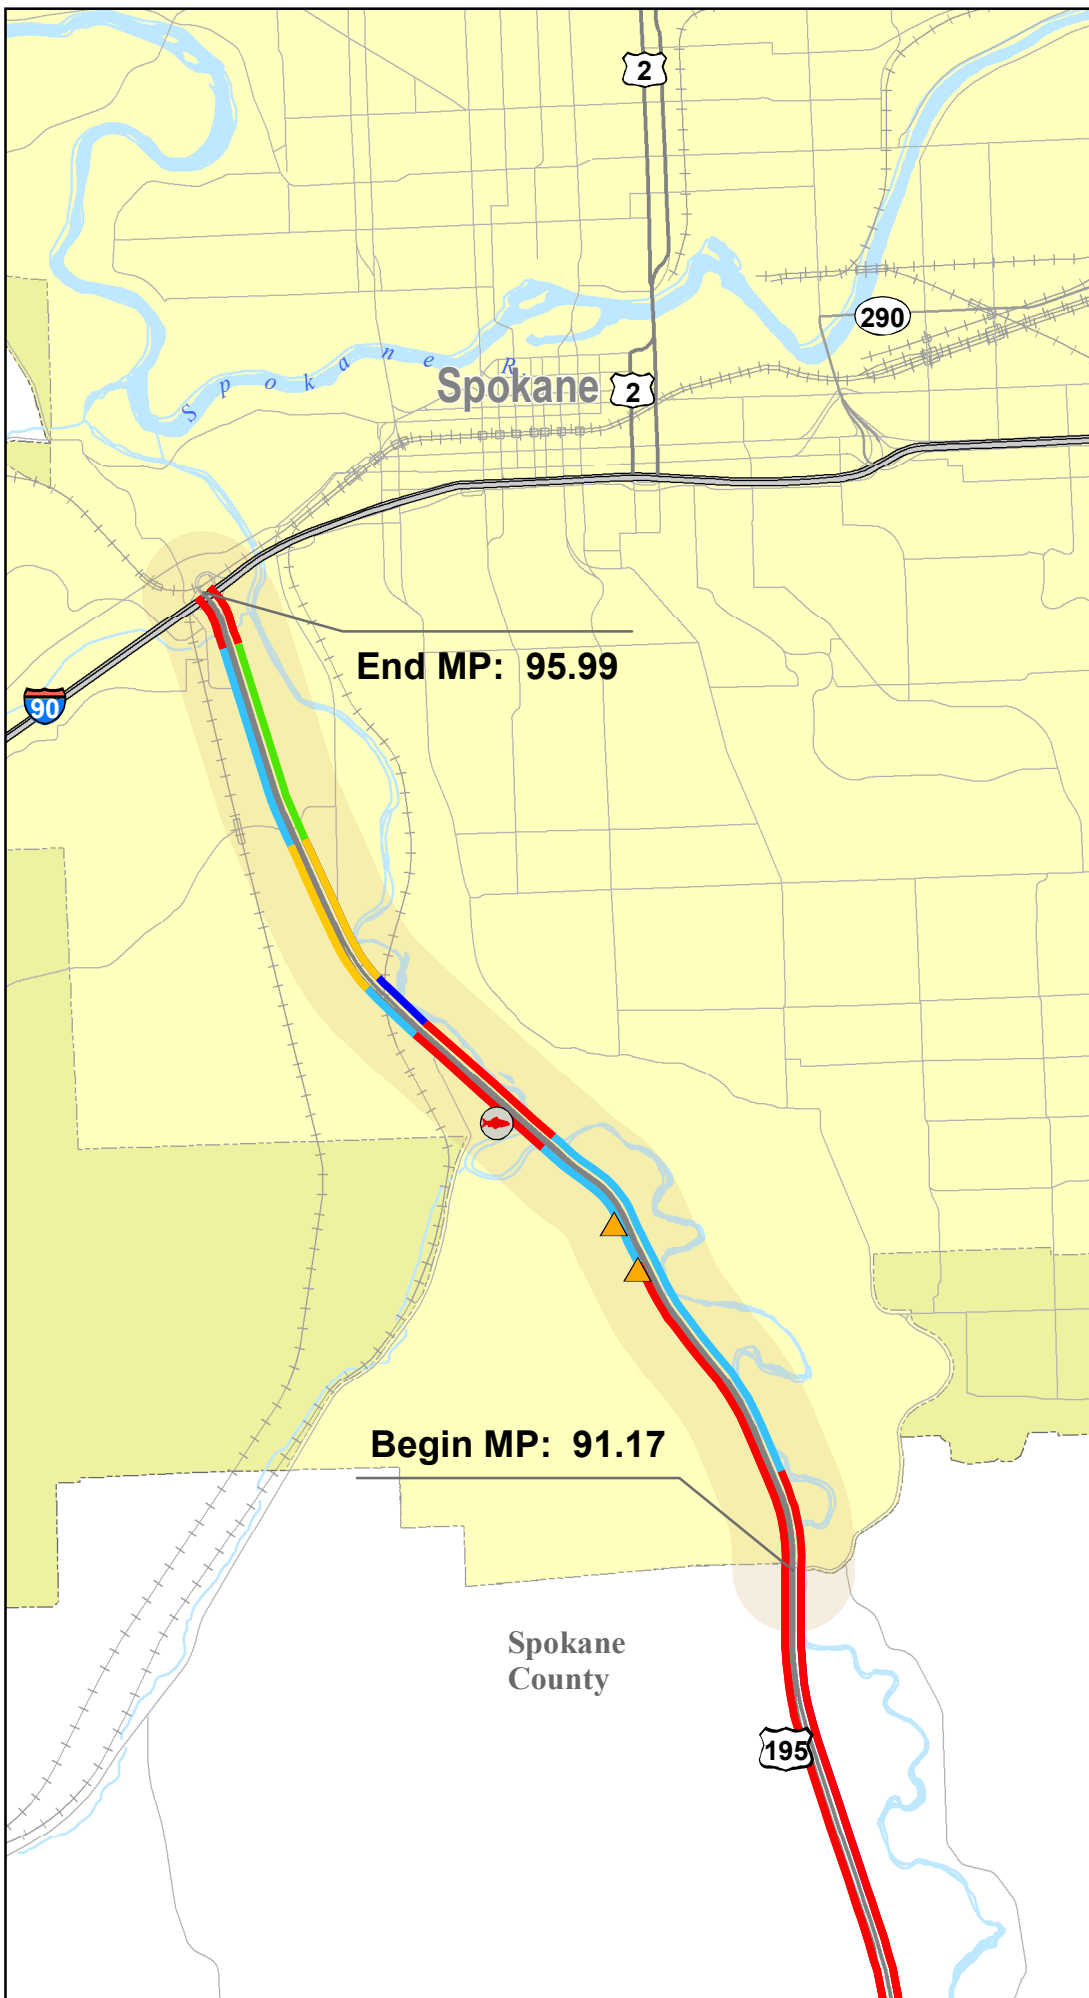 2
290
Spokane R.
Spokane
2
End MP: 95.99
90
Begin MP: 91.17
Spokane
County
195